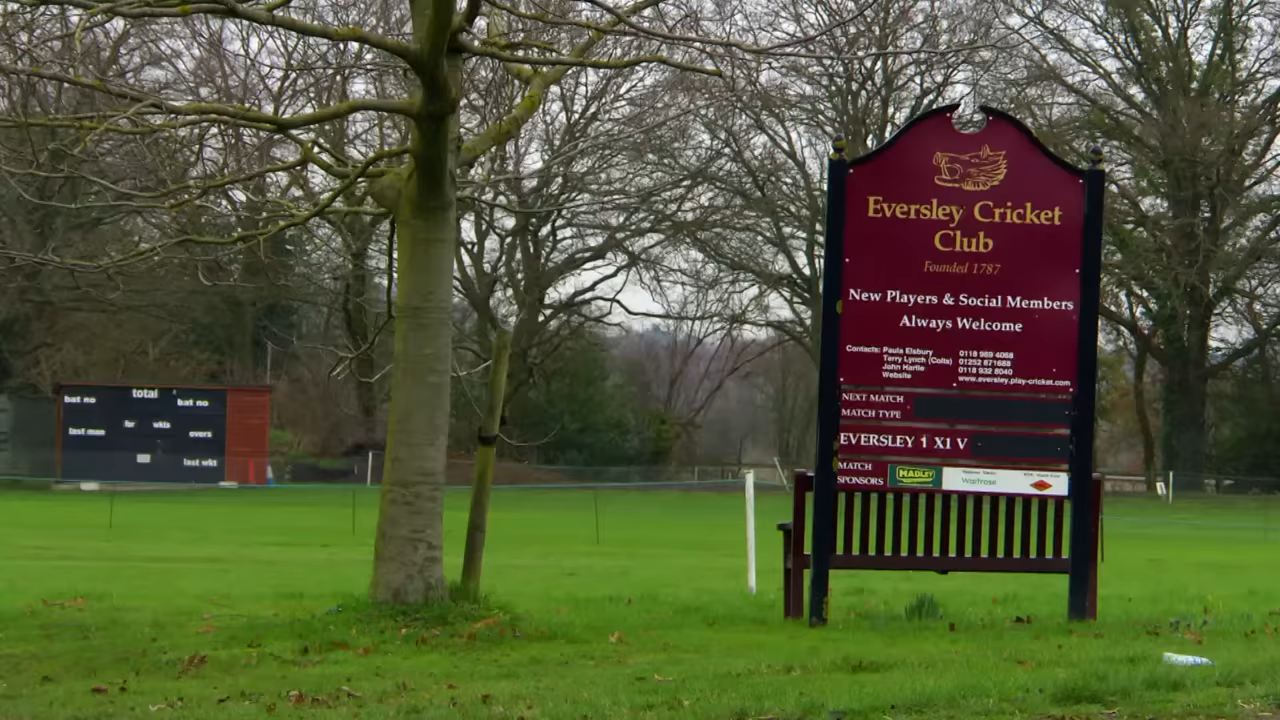 Eversley Cricket
Club
Founded 1787
New Players & Social Members
Always Welcome
Contacts: Paula Elsbury 0118 989 4068
Terry Lynch (Colts) 01252 871688
John Hartle 0118 932 8040
Website www.eversley.play-cricket.com
NEXT MATCH
MATCH TYPE
EVERSLEY 1 X1 V
MATCH
SPONSORS
HADLEY
Waitrose
total
bat no bat no
for wkts
last man overs
last wkt